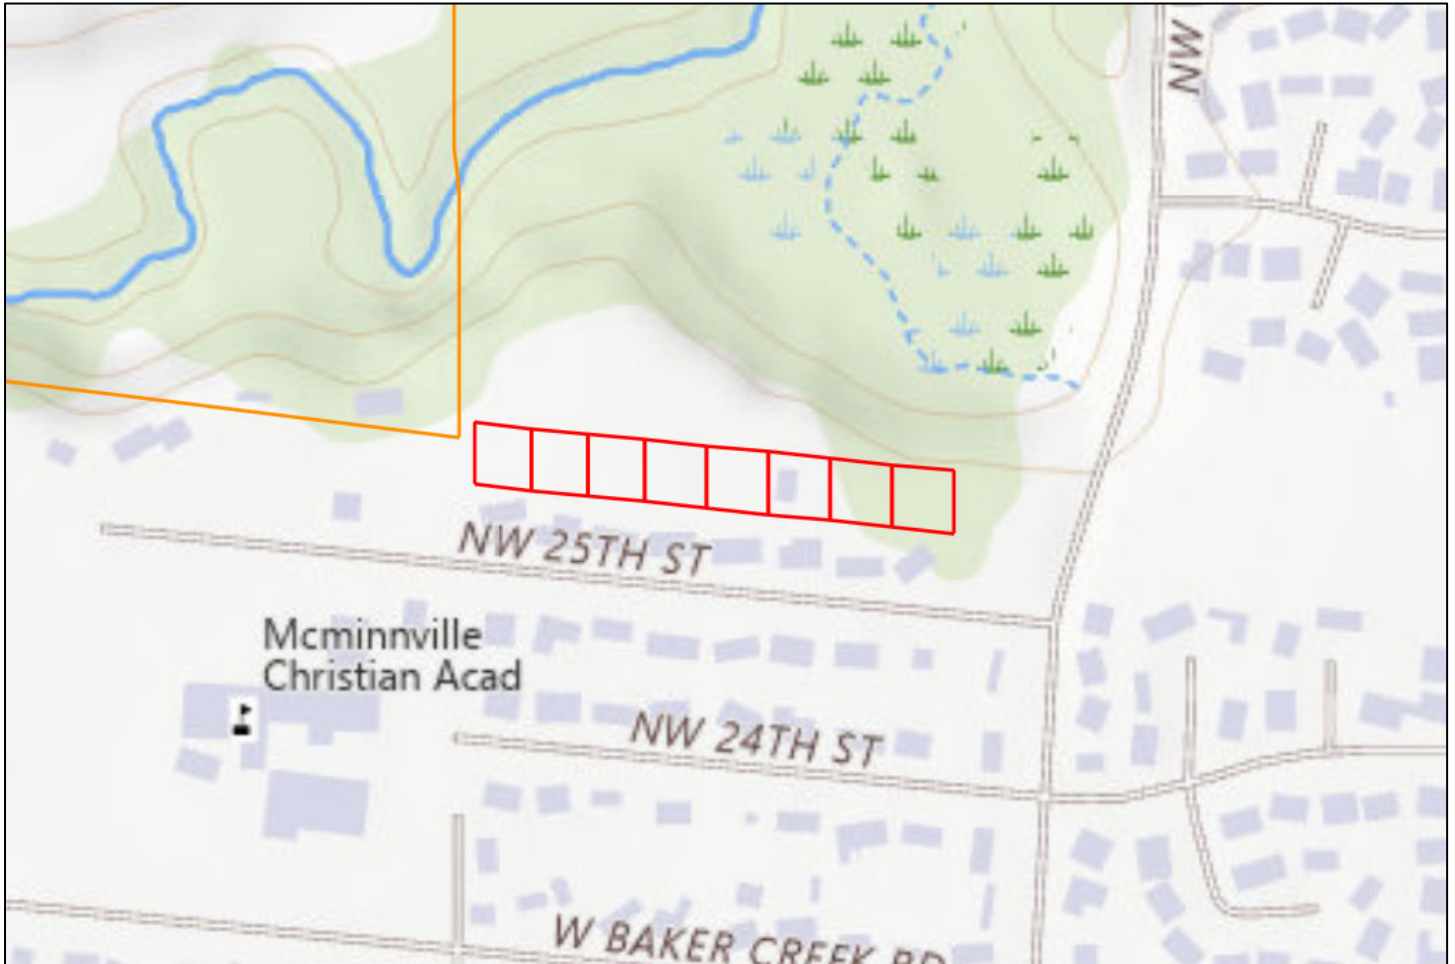 NW
NW 25TH ST
Mcminnville
Christian Acad
NW 24TH ST
W BAKER CREEK RD